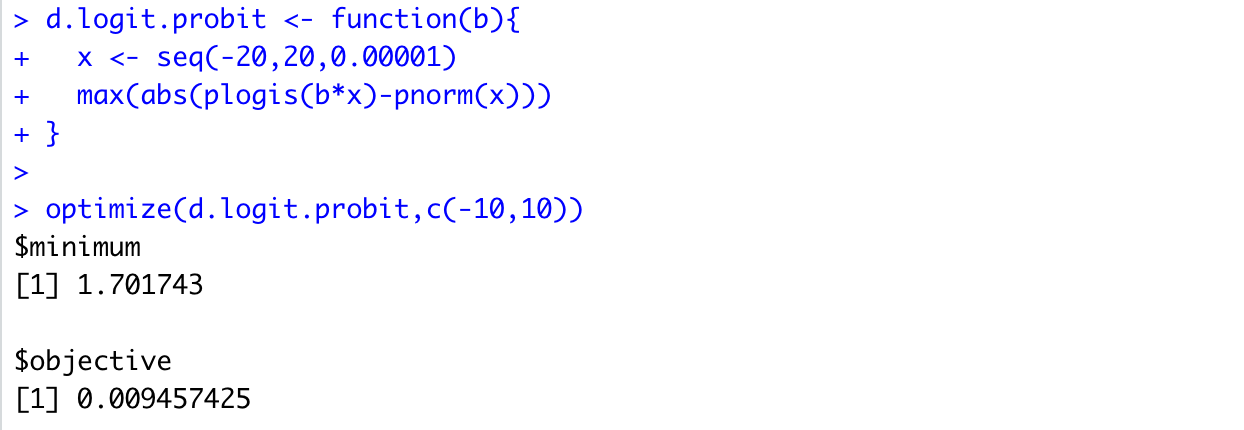 > d.logit.probit <- function(b){
+   x <- seq(-20,20,0.00001)
+   max(abs(plogis(b*x)-pnorm(x)))
+ }
>
> optimize(d.logit.probit,c(-10,10))
$minimum
[1] 1.701743

$objective
[1] 0.009457425